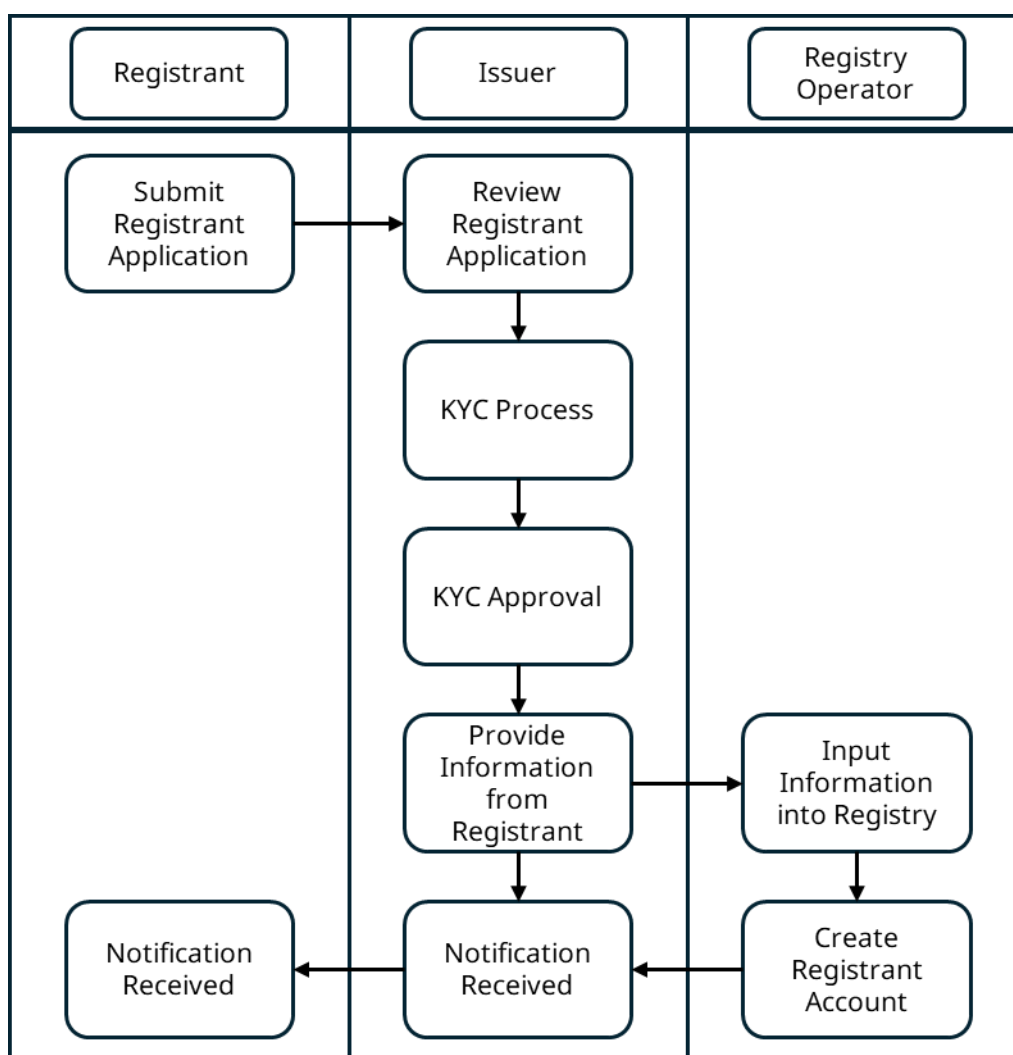 Registrant
Issuer
Registry
Operator
Submit
Registrant
Application
Review
Registrant
Application
KYC Process
KYC Approval
Provide
Information
from
Registrant
Input
Information
into Registry
Notification
Received
Notification
Received
Create
Registrant
Account